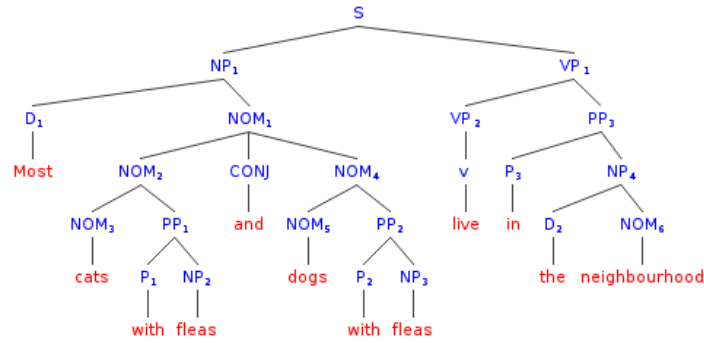 S
NP₁ VP₁
D₁ NOM₁ VP₂ PP₃
Most NOM₂ CONJ NOM₄ v P₃ NP₄
NOM₃ PP₁ and NOM₅ PP₂ live in D₂ NOM₆
cats P₁ NP₂ dogs P₂ NP₃ the neighbourhood
with fleas with fleas